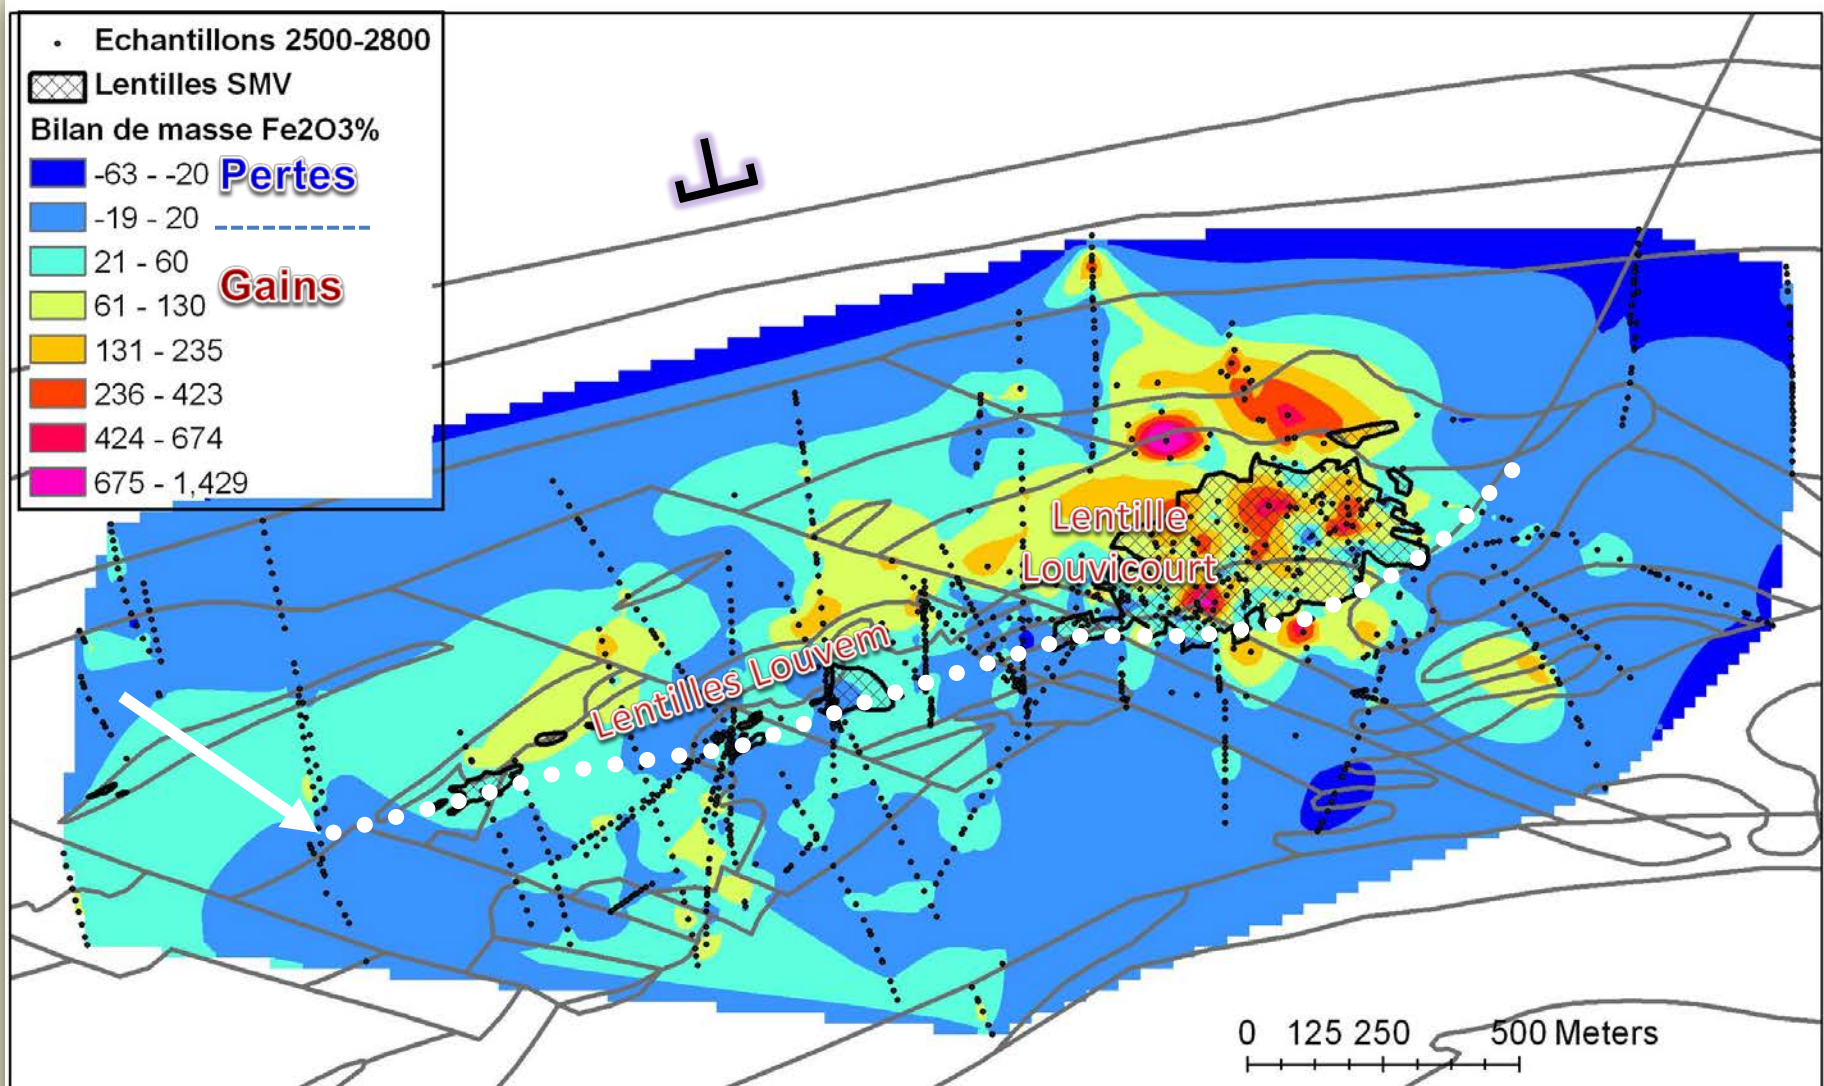 Echantillons 2500-2800
Lentilles SMV
Bilan de masse Fe2O3%
-63 - -20 Pertes
-19 - 20
21 - 60
Gains
61 - 130
131 - 235
236 - 423
424 - 674
675 - 1,429
Lentille
Louvicourt
Lentilles Louvem
0 125 250 500 Meters